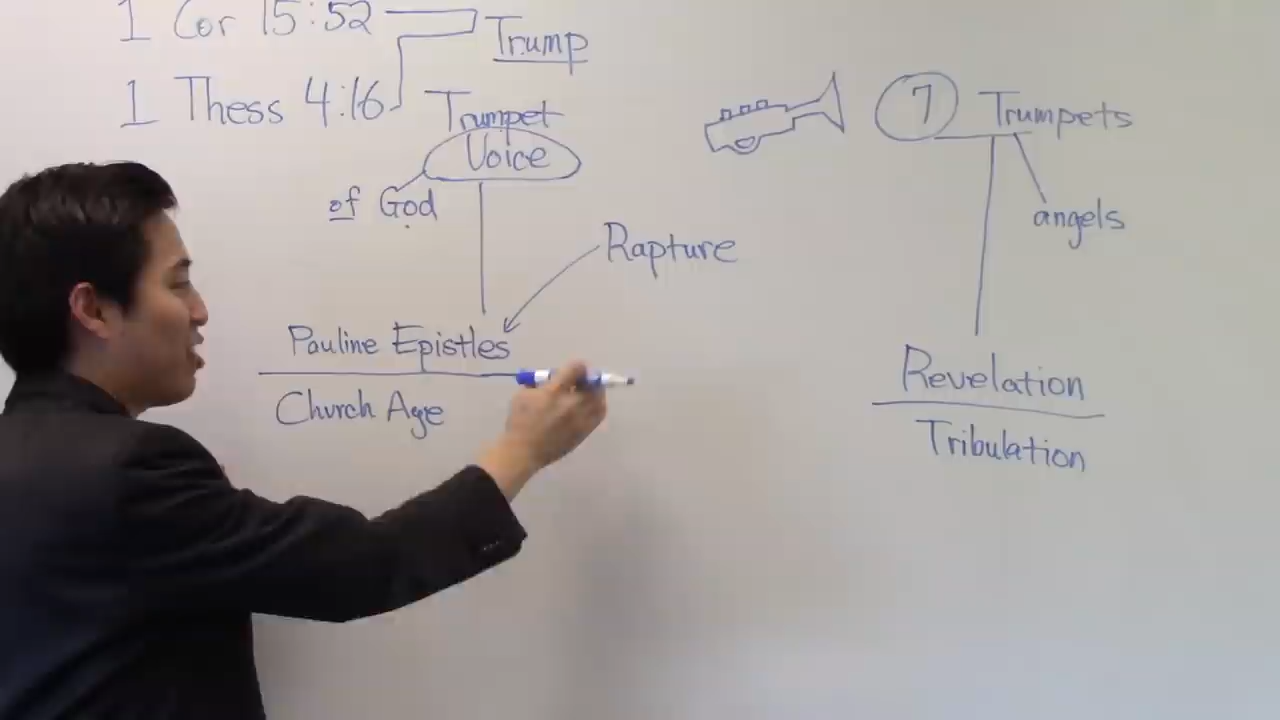 1 Cor 15:52
Trump
1 Thess 4:16
Trumpet
Voice
of God
Rapture
Pauline Epistles
Church Age
7 Trumpets
angels
Revelation
Tribulation